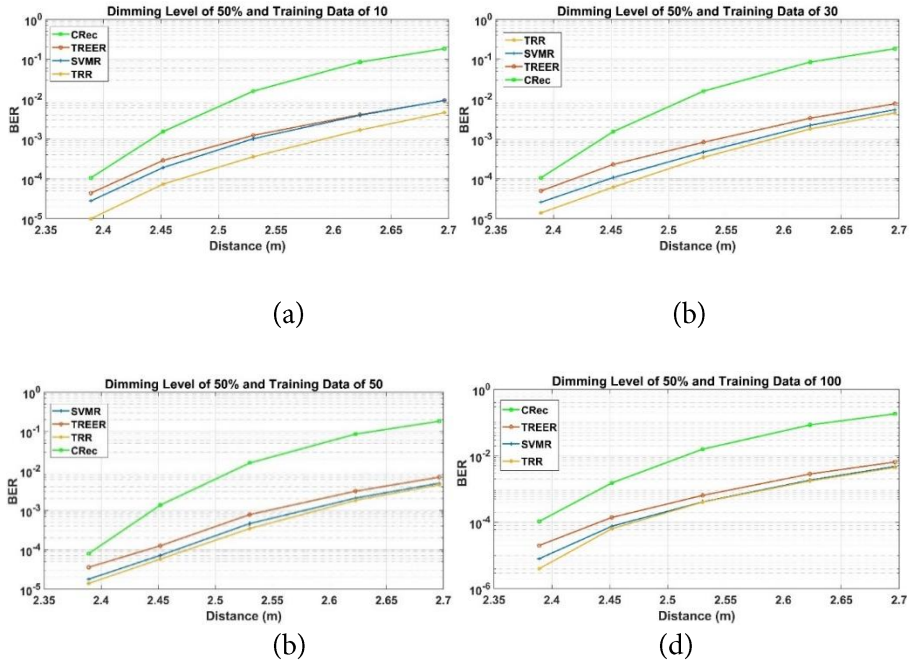 (a)
Dimming Level of 50% and Training Data of 10
CRec
TREER
SVMR
TRR
BER
10^0
10^-1
10^-2
10^-3
10^-4
10^-5
2.35 2.4 2.45 2.5 2.55 2.6 2.65 2.7
Distance (m)
Dimming Level of 50% and Training Data of 30
TRR
SVMR
TREER
CRec
BER
10^0
10^-1
10^-2
10^-3
10^-4
10^-5
2.35 2.4 2.45 2.5 2.55 2.6 2.65 2.7
Distance (m)
(a)
(b)
Dimming Level of 50% and Training Data of 50
SVMR
TREER
TRR
CRec
BER
10^0
10^-1
10^-2
10^-3
10^-4
10^-5
2.35 2.4 2.45 2.5 2.55 2.6 2.65 2.7
Distance (m)
Dimming Level of 50% and Training Data of 100
CRec
TREER
SVMR
TRR
BER
10^0
10^-2
10^-4
10^-6
2.35 2.4 2.45 2.5 2.55 2.6 2.65 2.7
Distance (m)
(b)
(d)